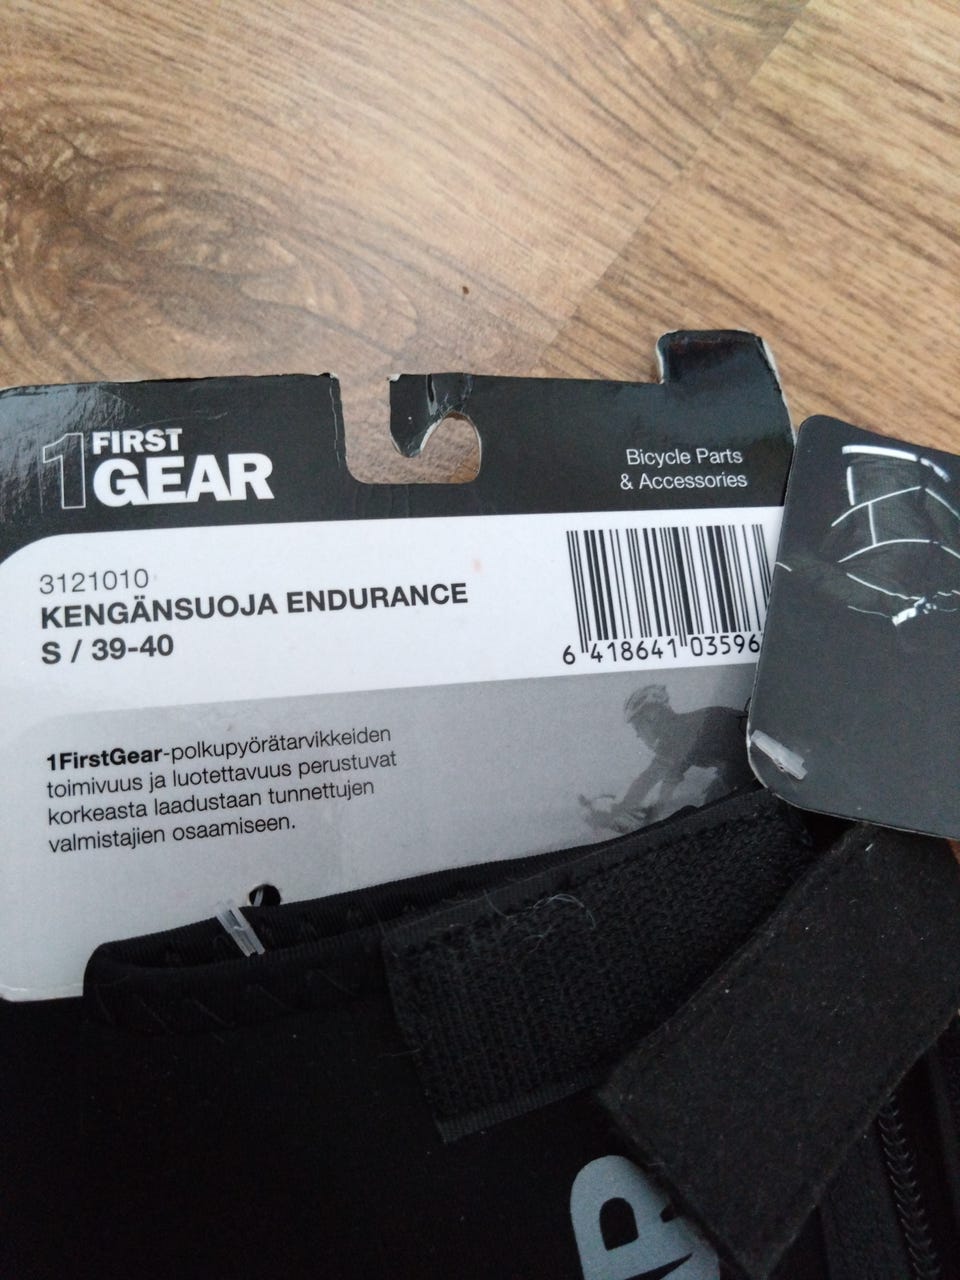 1 FIRST
GEAR
Bicycle Parts
& Accessories
3121010
KENGÄNSUOJA ENDURANCE
S / 39-40
6 418641 03596
1FirstGear-polkupyörätarvikkeiden
toimivuus ja luotettavuus perustuvat
korkeasta laadustaan tunnettujen
valmistajien osaamiseen.